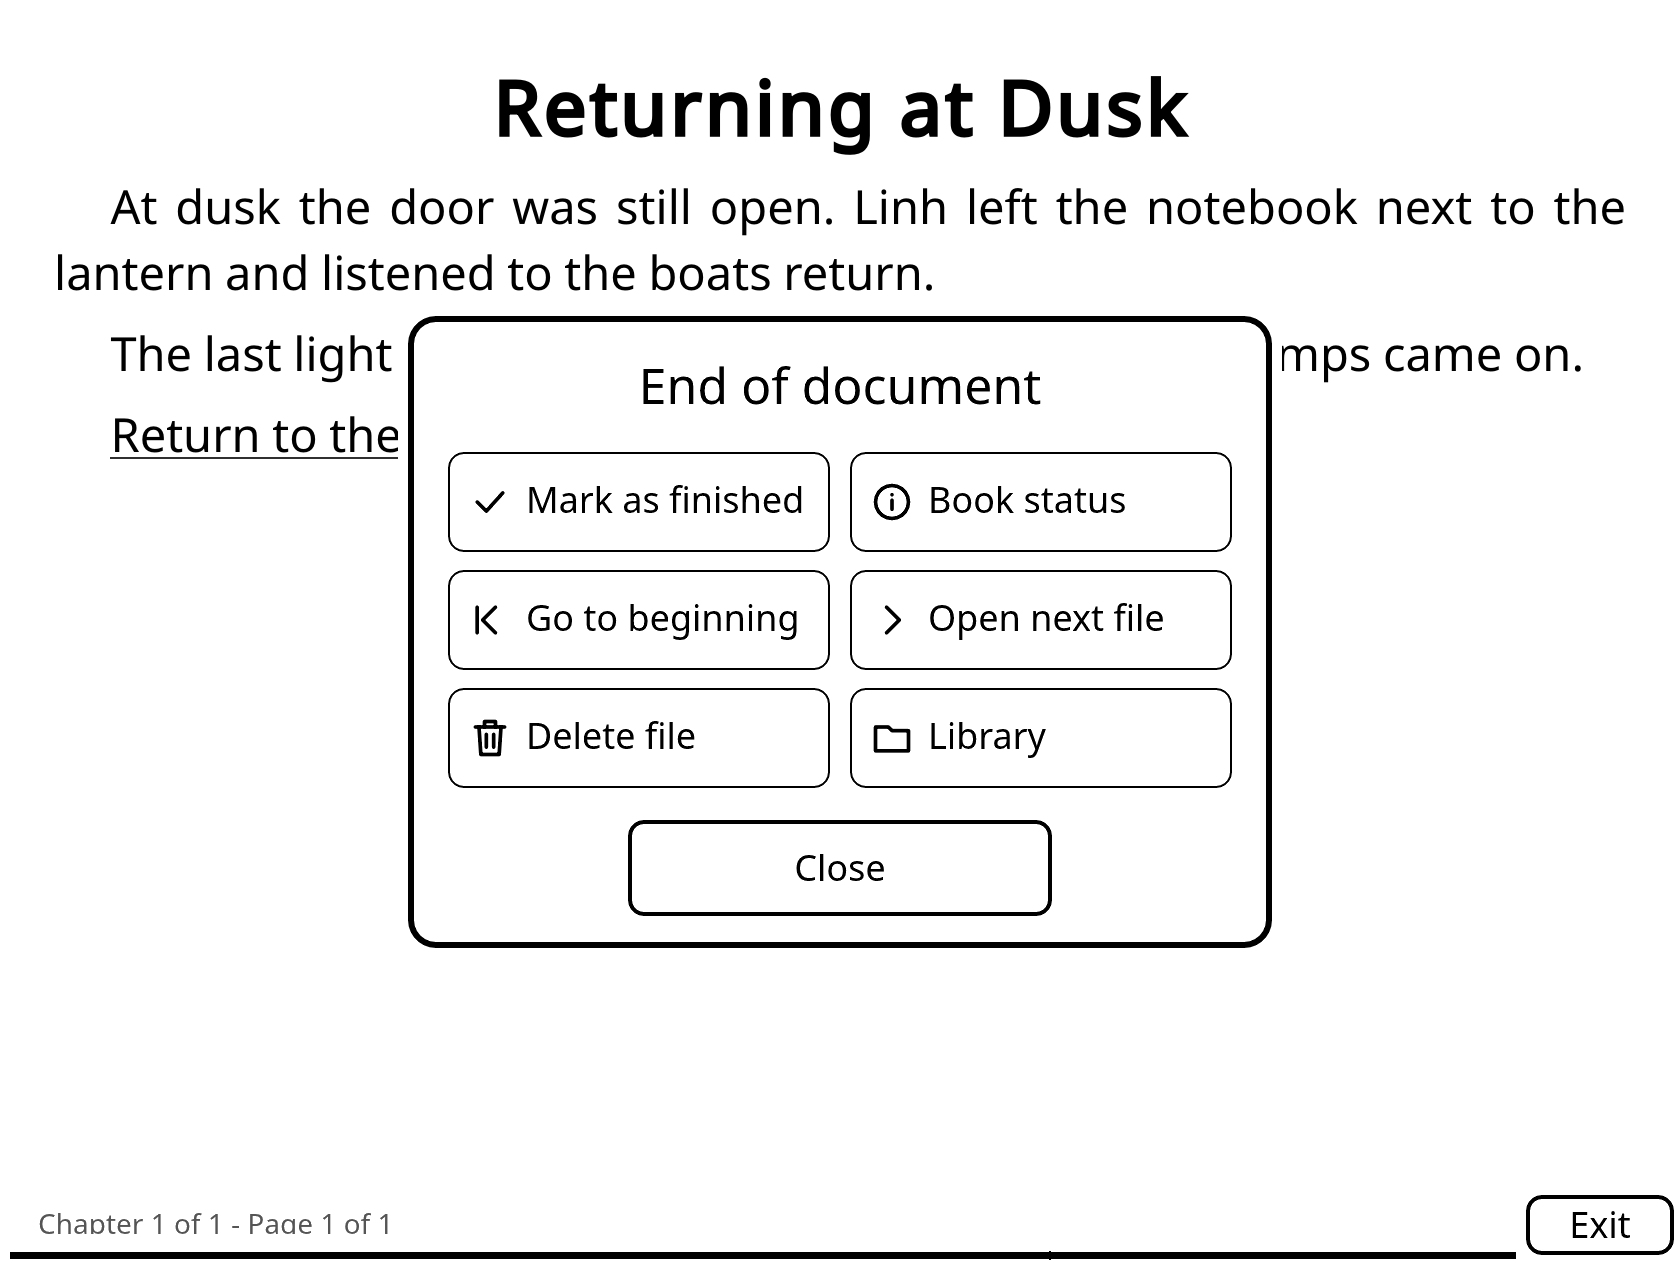 Returning at Dusk
At dusk the door was still open. Linh left the notebook next to the
lantern and listened to the boats return.
The last light mps came on.
Return to the
End of document
Mark as finished
Book status
Go to beginning
Open next file
Delete file
Library
Close
Chapter 1 of 1 - Page 1 of 1
Exit